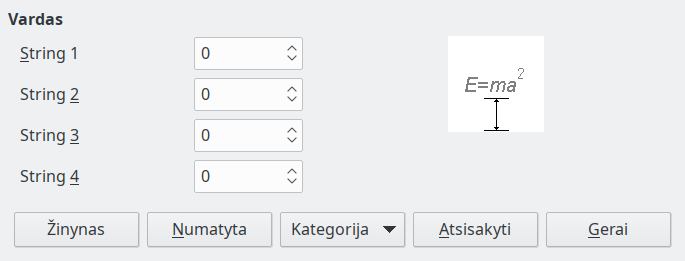 Vardas
String 1 0
String 2 0
String 3 0
String 4 0
E=ma²
Žinynas Numatyta Kategorija Atsisakyti Gerai